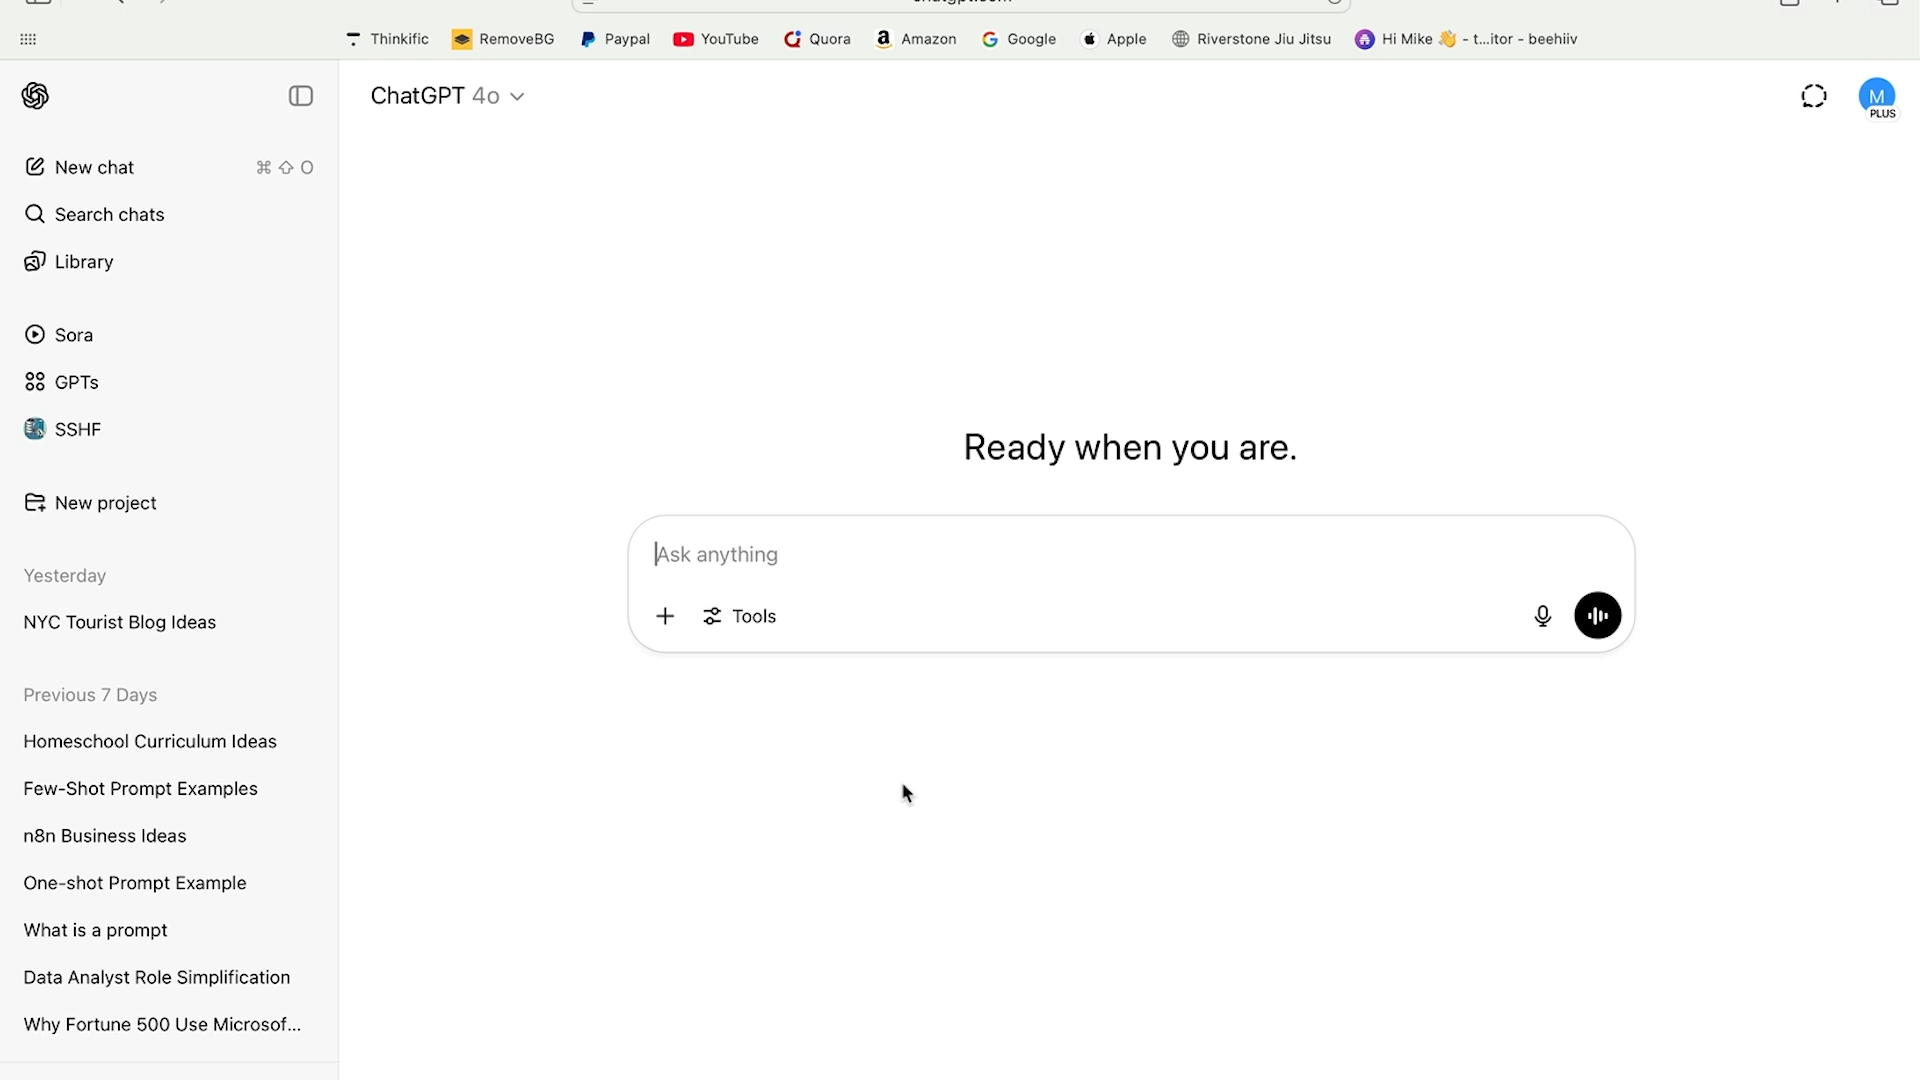 Thinkific
RemoveBG
Paypal
YouTube
Quora
Amazon
Google
Apple
Riverstone Jiu Jitsu
Hi Mike 👋 - t...itor - beehiiv
ChatGPT 4o
M
PLUS
New chat
⌘ ⇧ O
Search chats
Library
Sora
GPTs
SSHF
New project
Yesterday
NYC Tourist Blog Ideas
Previous 7 Days
Homeschool Curriculum Ideas
Few-Shot Prompt Examples
n8n Business Ideas
One-shot Prompt Example
What is a prompt
Data Analyst Role Simplification
Why Fortune 500 Use Microsof...
Ready when you are.
Ask anything
Tools